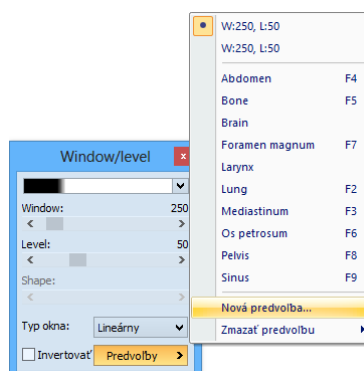 W:250, L:50
W:250, L:50
Abdomen F4
Bone F5
Brain
Foramen magnum F7
Larynx
Lung F2
Mediastinum F3
Os petrosum F6
Pelvis F8
Sinus F9
Nová predvoľba...
Zmazať predvoľbu
Window/level
x
Window: 250
Level: 50
Shape:
Typ okna: Lineárny
Invertovať Predvoľby